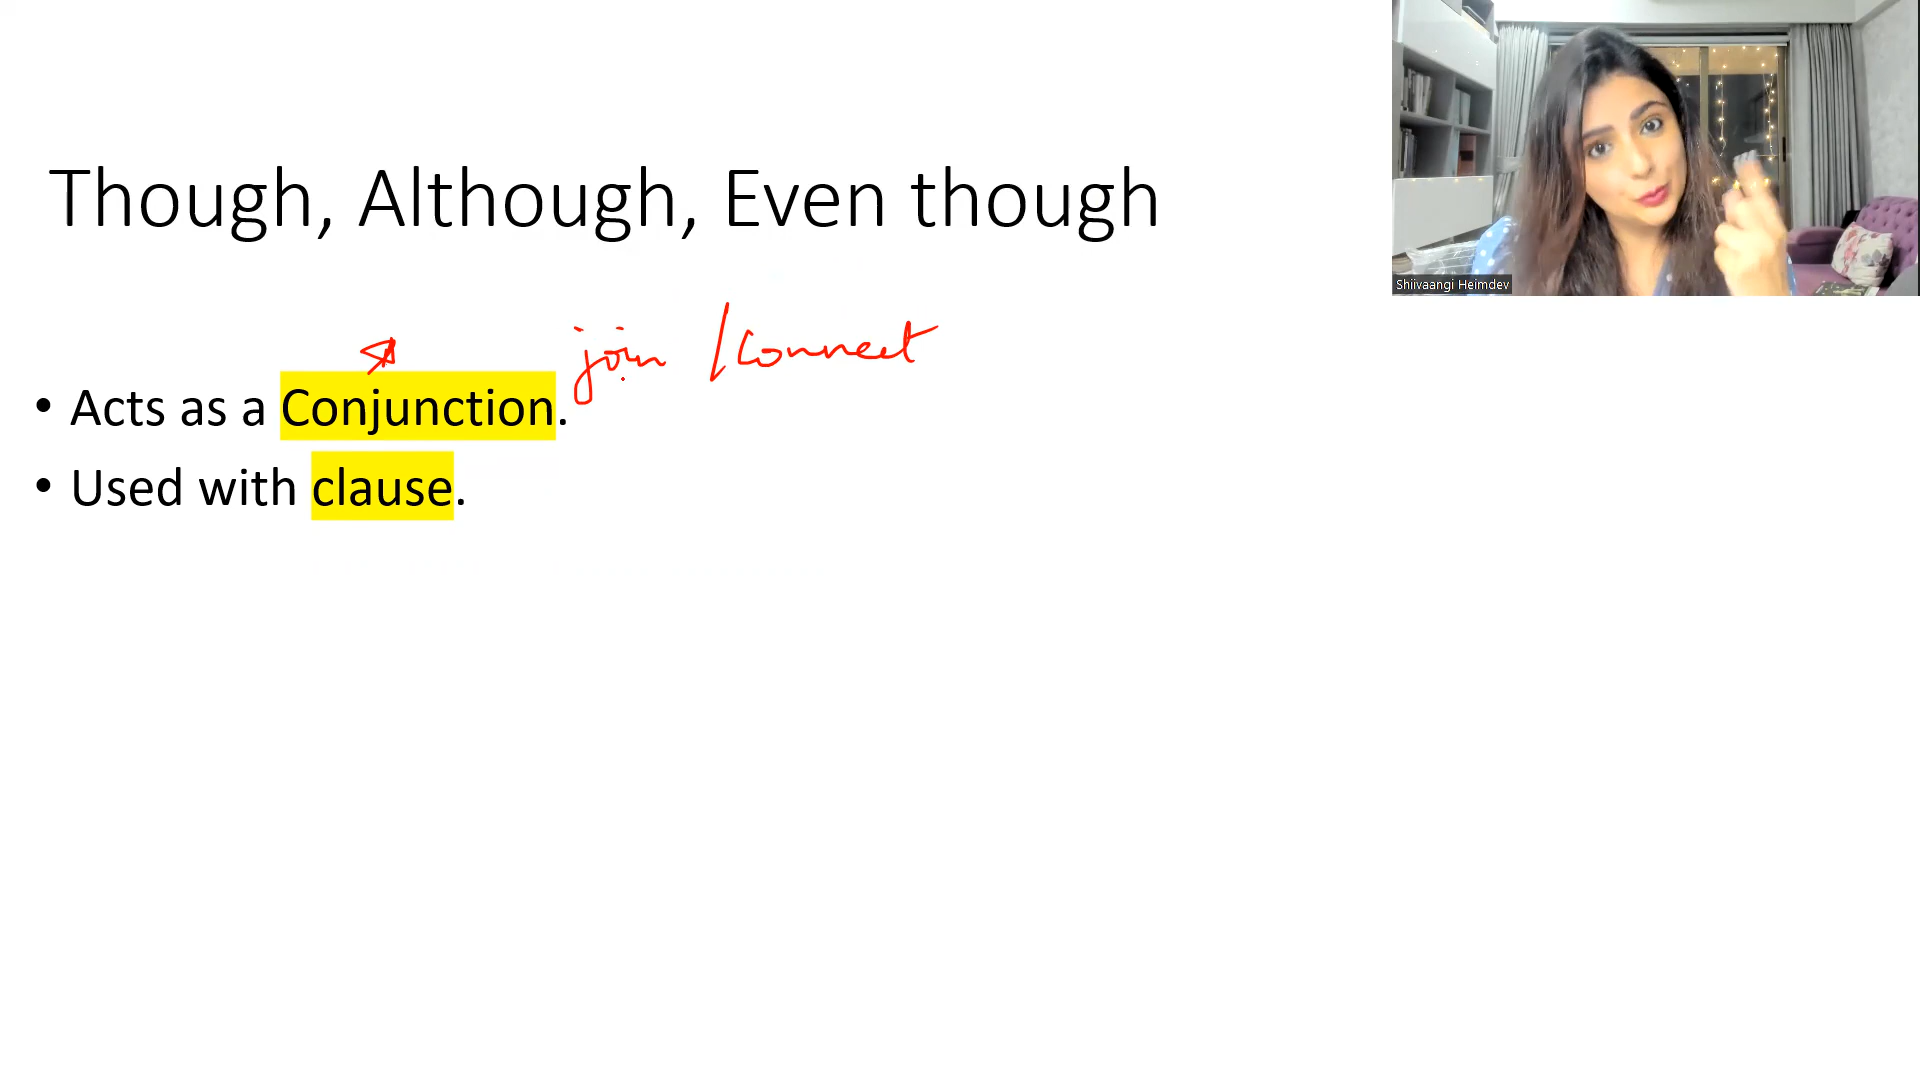 Though, Although, Even though
Shiivaangi Heimdev
join / connect
• Acts as a Conjunction.
• Used with clause.